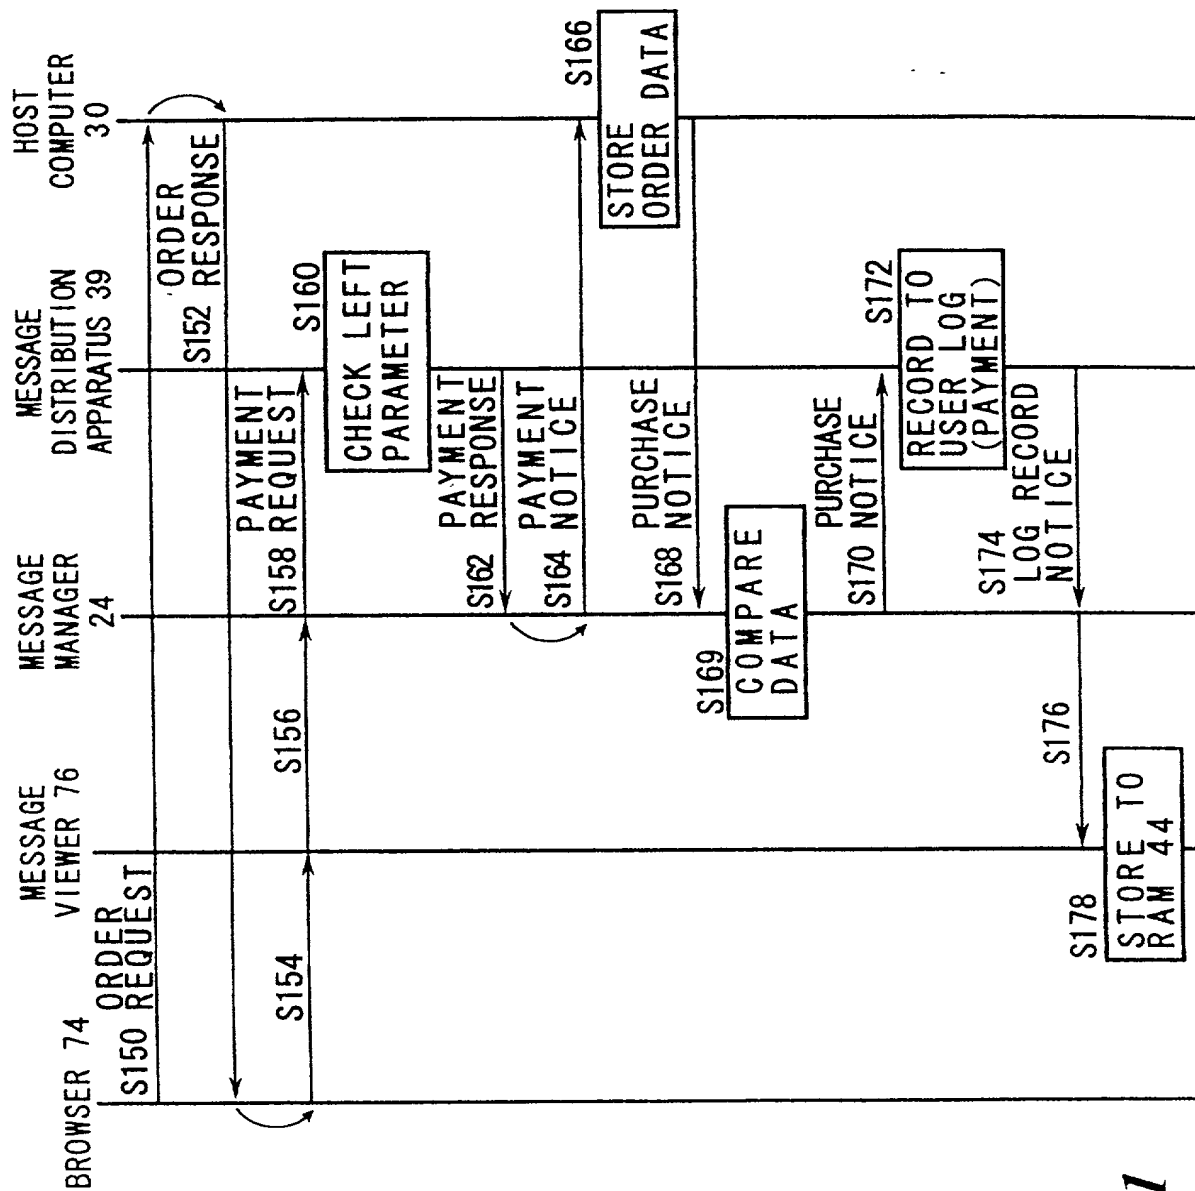 BROWSER 74
MESSAGE
VIEWER 76
MESSAGE
MANAGER
24
MESSAGE
DISTRIBUTION
APPARATUS 39
HOST
COMPUTER
30
ORDER
S150 REQUEST
ORDER
S152 RESPONSE
S154
S156
PAYMENT
S158 REQUEST
S160
CHECK LEFT
PARAMETER
PAYMENT
S162 RESPONSE
PAYMENT
S164 NOTICE
S166
STORE
ORDER DATA
PURCHASE
S168 NOTICE
S169
COMPARE
DATA
PURCHASE
S170 NOTICE
S172
RECORD TO
USER LOG
(PAYMENT)
S174
LOG RECORD
NOTICE
S176
S178
STORE TO
RAM 44